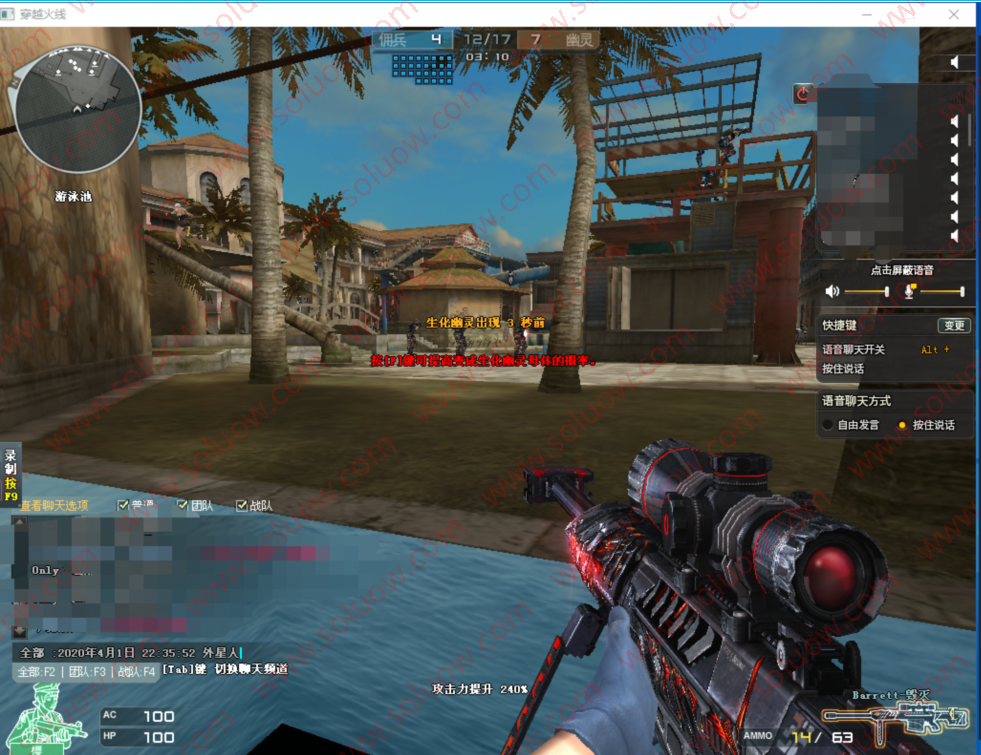 穿越火线
佣兵 4 12/17 7 幽灵
03:10
游泳池
点击屏蔽语音
快捷键 变更
语音聊天开关 Alt +
按住说话
语音聊天方式
自由发言 按住说话
生化幽灵出现 3 秒前
按[7]键可提高变成生化幽灵母体的概率。
录制按F9
查看聊天选项 普通 团队 战队
Only
全部 2020年4月1日 22.35.52 外星人
全部:F2 | 团队:F3 | 战队:F4 [Tab]键 切换聊天频道
攻击力提升 240%
AC 100
HP 100
Barrett-毁灭
AMMO 14/ 63
www.soluow.com